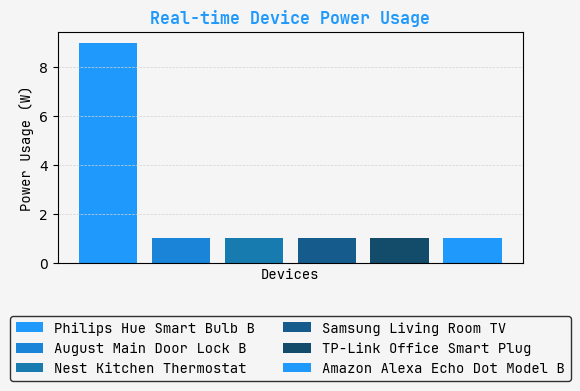 Real-time Device Power Usage
Power Usage (W)
8
6
4
2
0
Devices
Philips Hue Smart Bulb B
August Main Door Lock B
Nest Kitchen Thermostat
Samsung Living Room TV
TP-Link Office Smart Plug
Amazon Alexa Echo Dot Model B